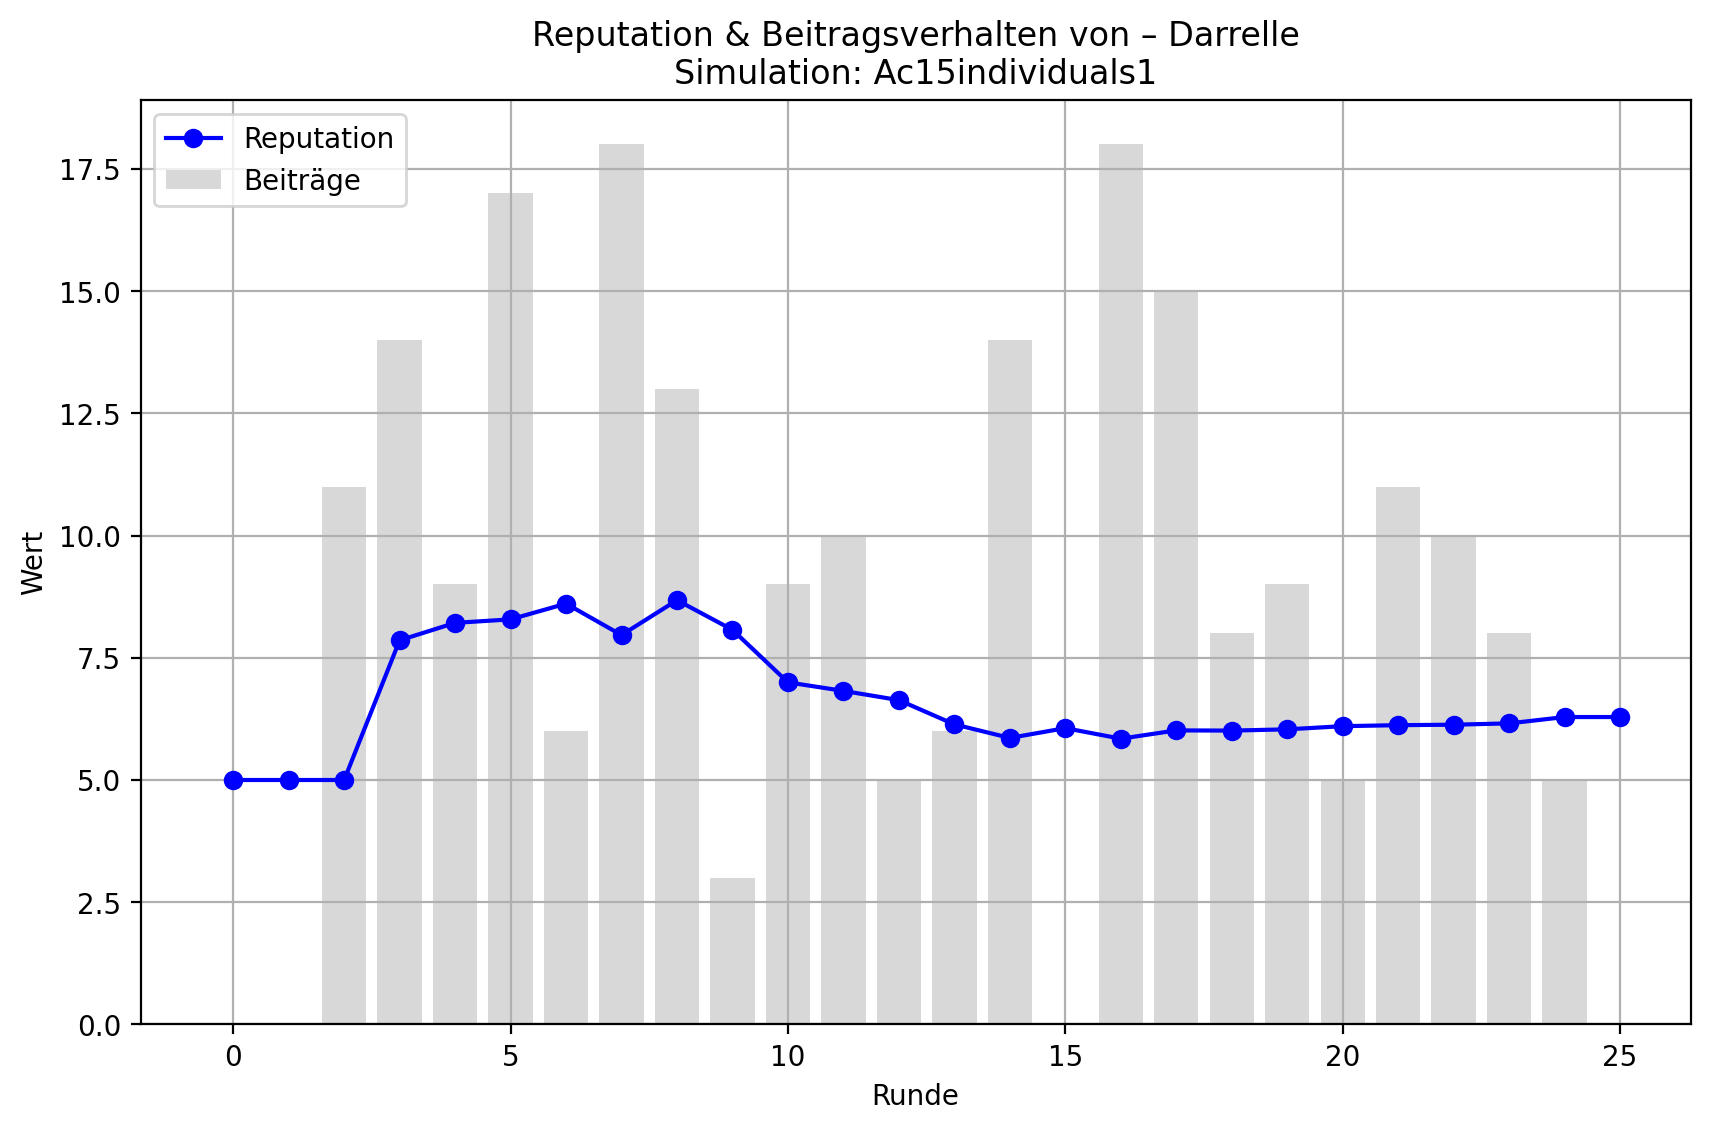 Reputation & Beitragsverhalten von – Darrelle
Simulation: Ac15individuals1
Reputation
Beiträge
17.5
15.0
12.5
10.0
7.5
5.0
2.5
0.0
Wert
0 5 10 15 20 25
Runde